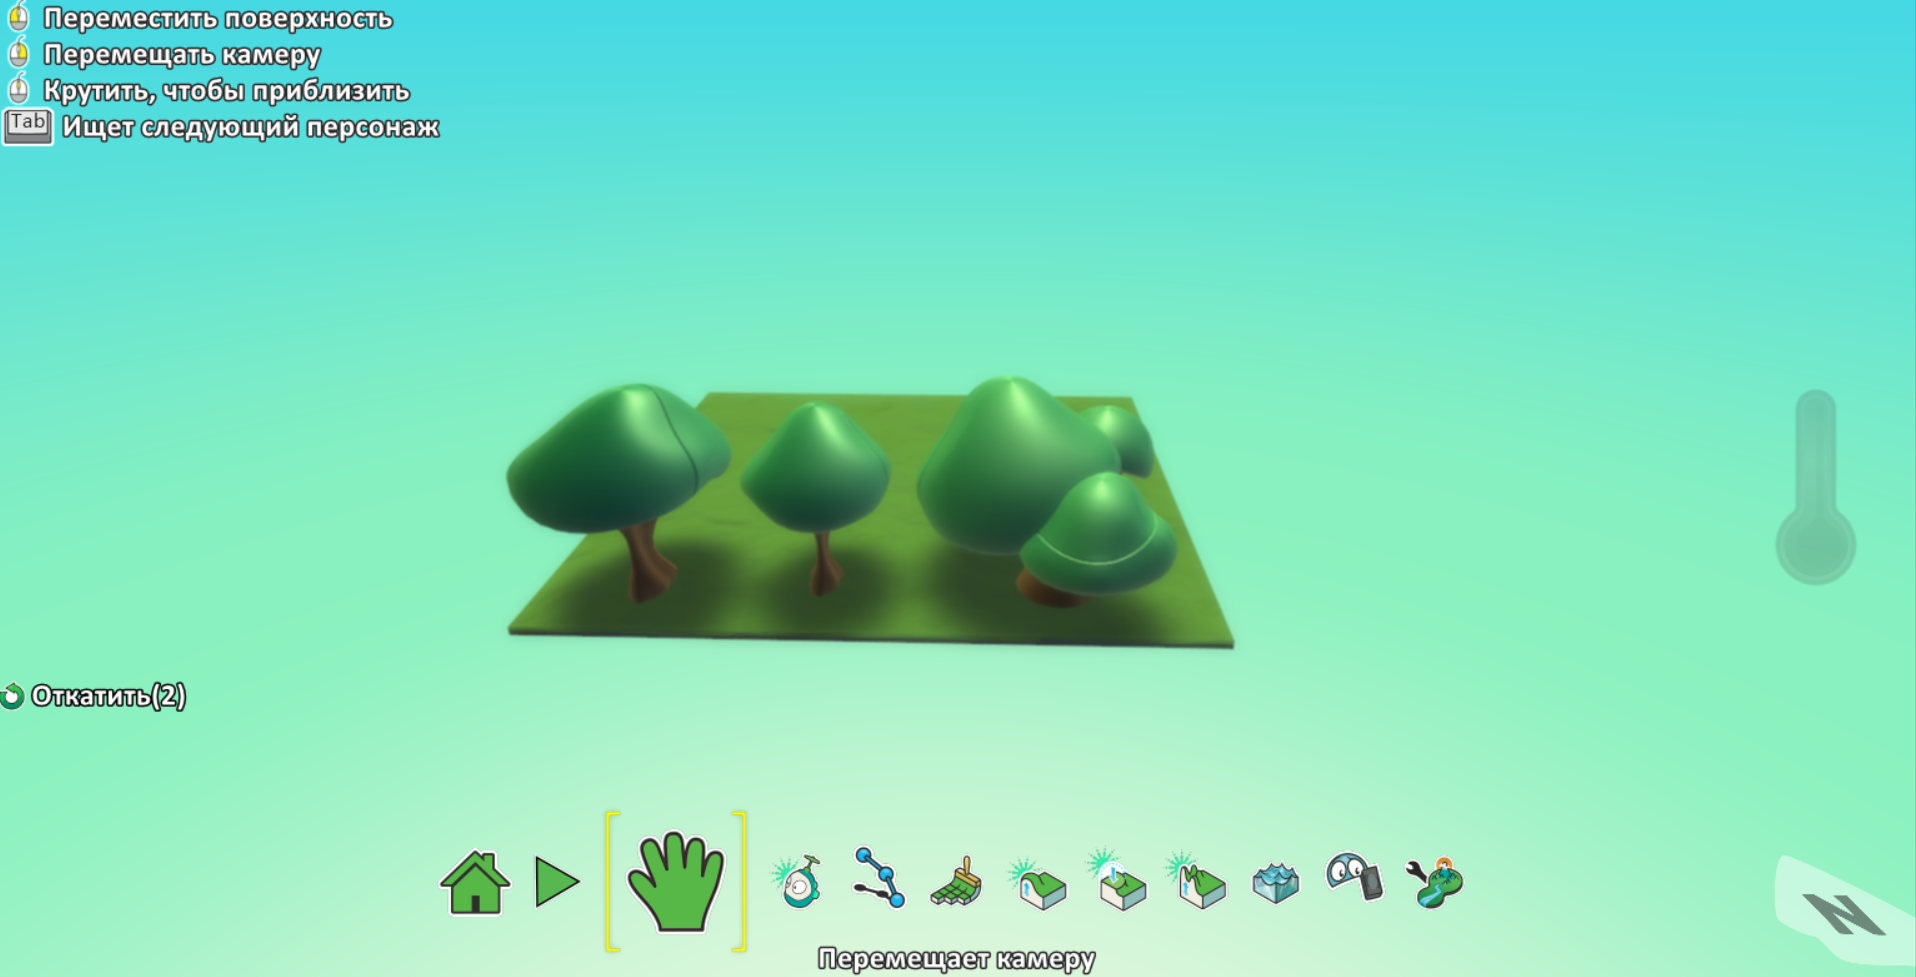 Переместить поверхность
Перемещать камеру
Крутить, чтобы приблизить
Tab Ищет следующий персонаж
Откатить(2)
Перемещает камеру
N